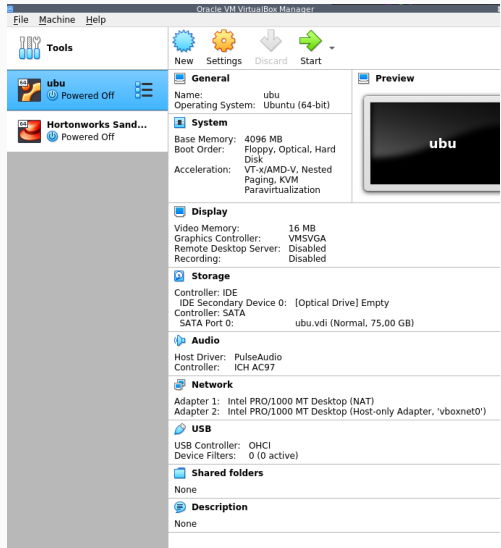 Oracle VM VirtualBox Manager
File Machine Help
Tools
New Settings Discard Start
64
ubu
Powered Off
64
Hortonworks Sand...
Powered Off
General
Name: ubu
Operating System: Ubuntu (64-bit)
Preview
ubu
System
Base Memory: 4096 MB
Boot Order: Floppy, Optical, Hard
Disk
Acceleration: VT-x/AMD-V, Nested
Paging, KVM
Paravirtualization
Display
Video Memory: 16 MB
Graphics Controller: VMSVGA
Remote Desktop Server: Disabled
Recording: Disabled
Storage
Controller: IDE
IDE Secondary Device 0: [Optical Drive] Empty
Controller: SATA
SATA Port 0: ubu.vdi (Normal, 75,00 GB)
Audio
Host Driver: PulseAudio
Controller: ICH AC97
Network
Adapter 1: Intel PRO/1000 MT Desktop (NAT)
Adapter 2: Intel PRO/1000 MT Desktop (Host-only Adapter, 'vboxnet0')
USB
USB Controller: OHCI
Device Filters: 0 (0 active)
Shared folders
None
Description
None